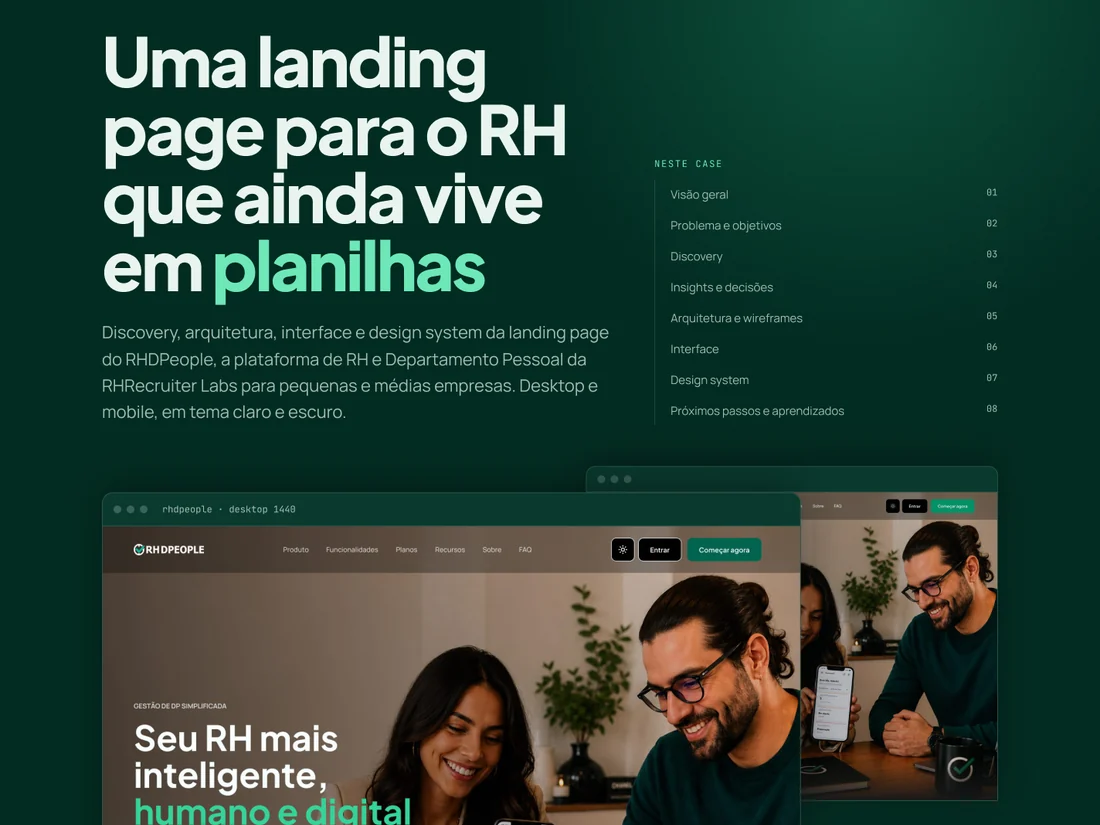 Uma landing
page para o RH
que ainda vive
em planilhas
Discovery, arquitetura, interface e design system da landing page
do RHDPeople, a plataforma de RH e Departamento Pessoal da
RHRecruiter Labs para pequenas e médias empresas. Desktop e
mobile, em tema claro e escuro.
NESTE CASE
Visão geral 01
Problema e objetivos 02
Discovery 03
Insights e decisões 04
Arquitetura e wireframes 05
Interface 06
Design system 07
Próximos passos e aprendizados 08
rhdpeople · desktop 1440
RHDPEOPLE
Produto Funcionalidades Planos Recursos Sobre FAQ
Entrar Começar agora
GESTÃO DE DP SIMPLIFICADA
Seu RH mais
inteligente,
humano e digital
Sobre FAQ Entrar Começar agora